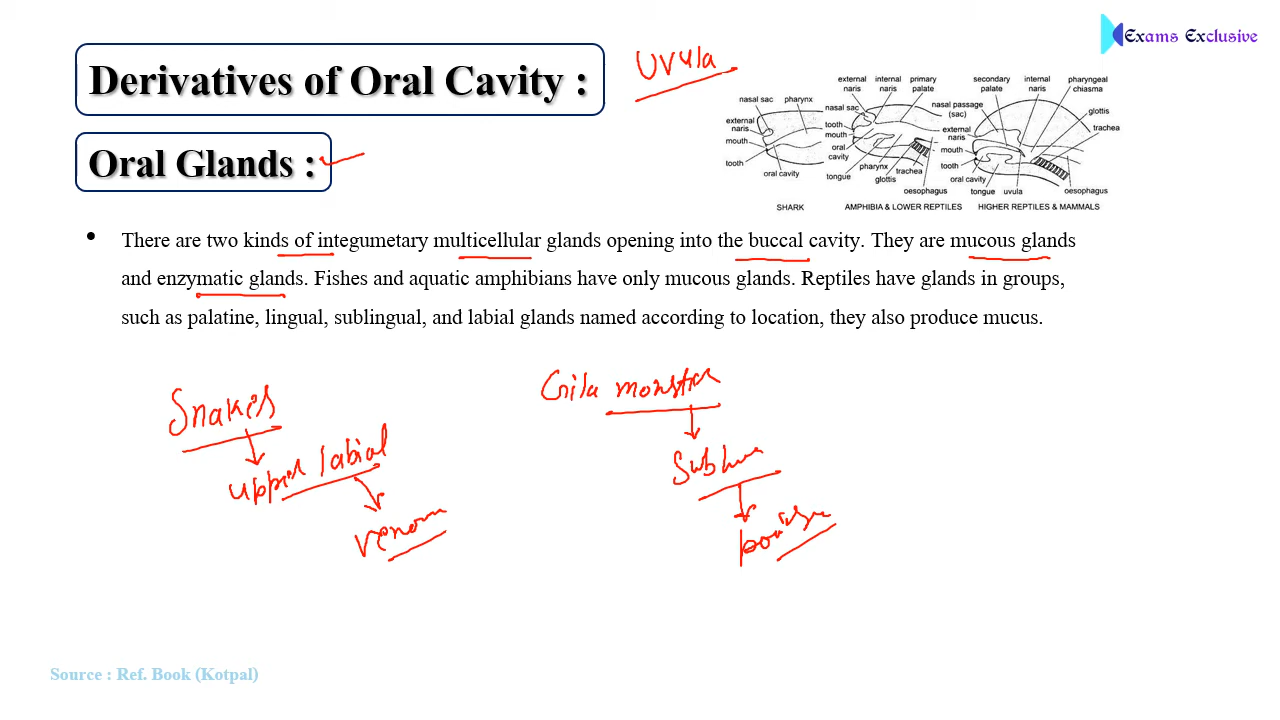 Exams Exclusive
Derivatives of Oral Cavity :
Uvula
Oral Glands :
nasal sac pharynx
external naris
mouth
tooth
oral cavity
SHARK
external naris internal naris primary palate
nasal sac
tooth
mouth
oral cavity
tongue
pharynx
glottis
trachea
oesophagus
AMPHIBIA & LOWER REPTILES
secondary palate internal naris pharyngeal chiasma
nasal passage (sac)
glottis
trachea
external naris
mouth
tooth
oral cavity
tongue uvula oesophagus
HIGHER REPTILES & MAMMALS
• There are two kinds of integumetary multicellular glands opening into the buccal cavity. They are mucous glands
and enzymatic glands. Fishes and aquatic amphibians have only mucous glands. Reptiles have glands in groups,
such as palatine, lingual, sublingual, and labial glands named according to location, they also produce mucus.
Snakes
upper labial
venom
Gila monster
Source : Ref. Book (Kotpal)